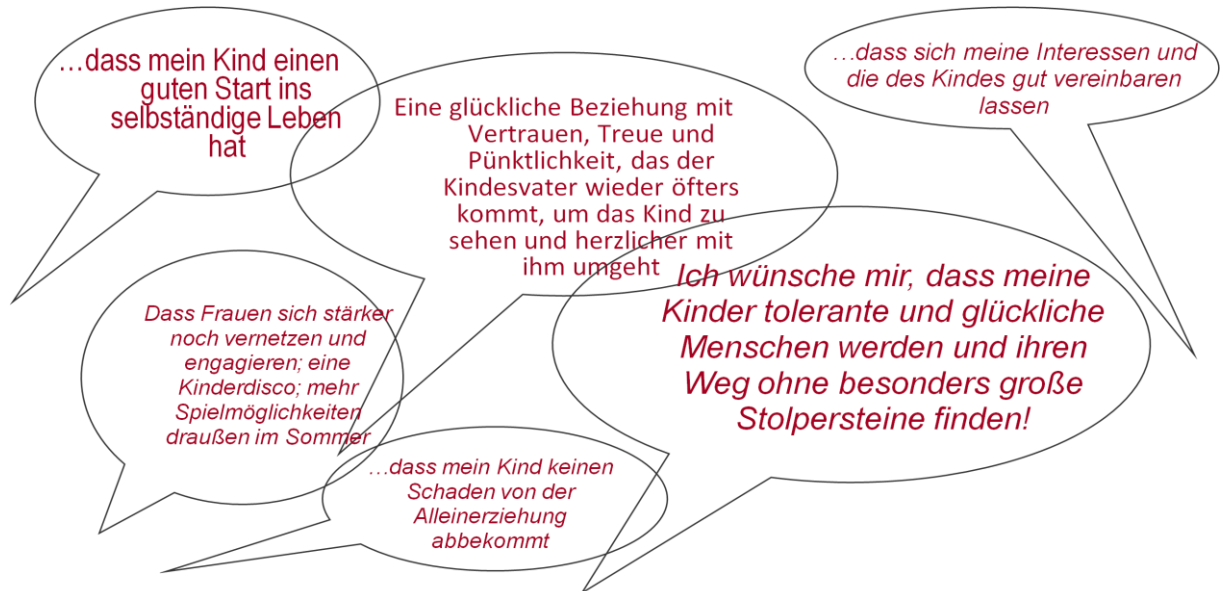 …dass mein Kind einen
guten Start ins
selbständige Leben
hat
Eine glückliche Beziehung mit
Vertrauen, Treue und
Pünktlichkeit, das der
Kindesvater wieder öfters
kommt, um das Kind zu
sehen und herzlicher mit
ihm umgeht
…dass sich meine Interessen und
die des Kindes gut vereinbaren
lassen
Dass Frauen sich stärker
noch vernetzen und
engagieren; eine
Kinderdisco; mehr
Spielmöglichkeiten
draußen im Sommer
Ich wünsche mir, dass meine
Kinder tolerante und glückliche
Menschen werden und ihren
Weg ohne besonders große
Stolpersteine finden!
…dass mein Kind keinen
Schaden von der
Alleinerziehung
abbekommt